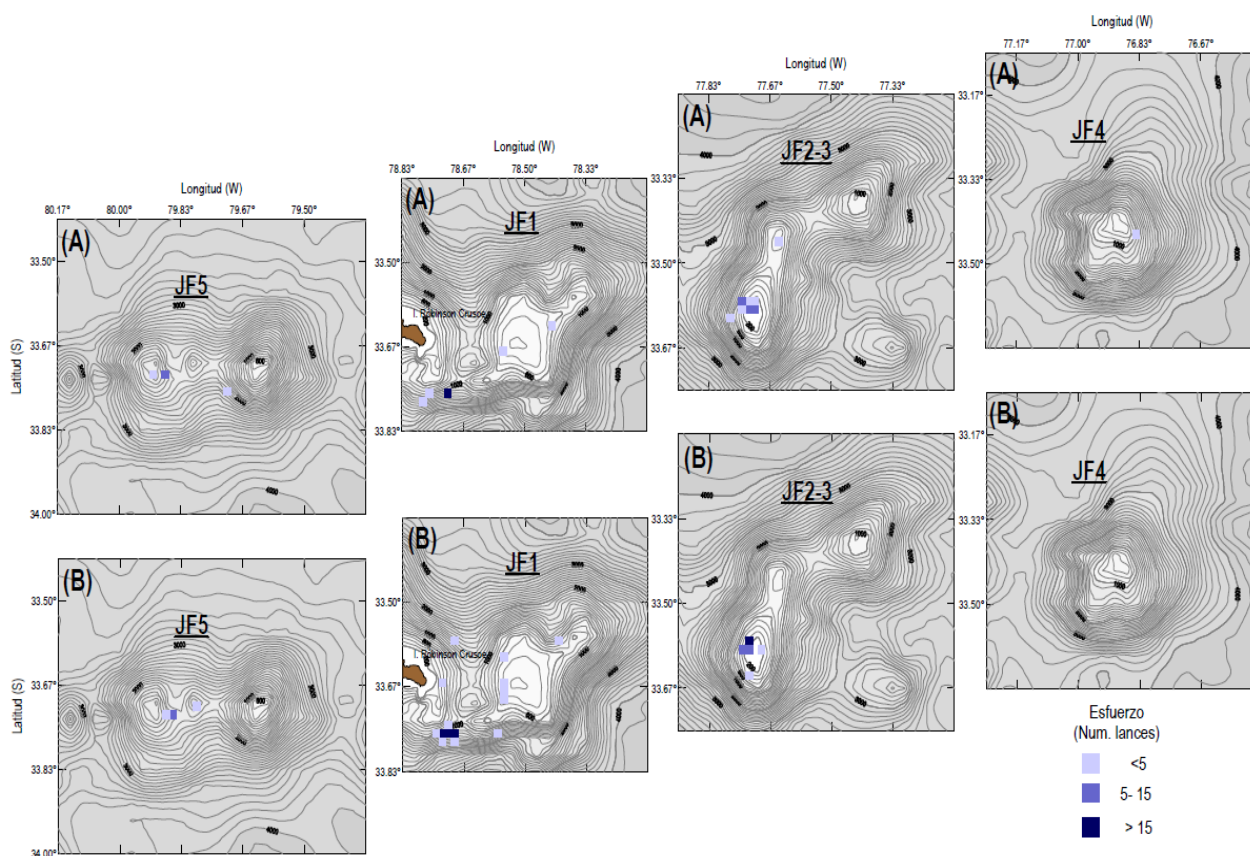 Longitud (W)
77.17° 77.00° 76.83° 76.67°
(A)
JF4
33.17°
33.33°
33.50°
Longitud (W)
77.83° 77.67° 77.50° 77.33°
(A)
JF2-3
33.33°
33.50°
33.67°
Longitud (W)
78.83° 78.67° 78.50° 78.33°
(A)
JF1
33.50°
I. Robinson Crusoe
33.67°
33.83°
Longitud (W)
80.17° 80.00° 79.83° 79.67° 79.50°
(A)
JF5
Latitud (S)
33.50°
33.67°
33.83°
34.00°
(B)
JF4
33.17°
33.33°
33.50°
(B)
JF2-3
33.33°
33.50°
33.67°
(B)
JF1
33.50°
I. Robinson Crusoe
33.67°
33.83°
(B)
JF5
Latitud (S)
33.50°
33.67°
33.83°
34.00°
Esfuerzo
(Num. lances)
<5
5- 15
> 15